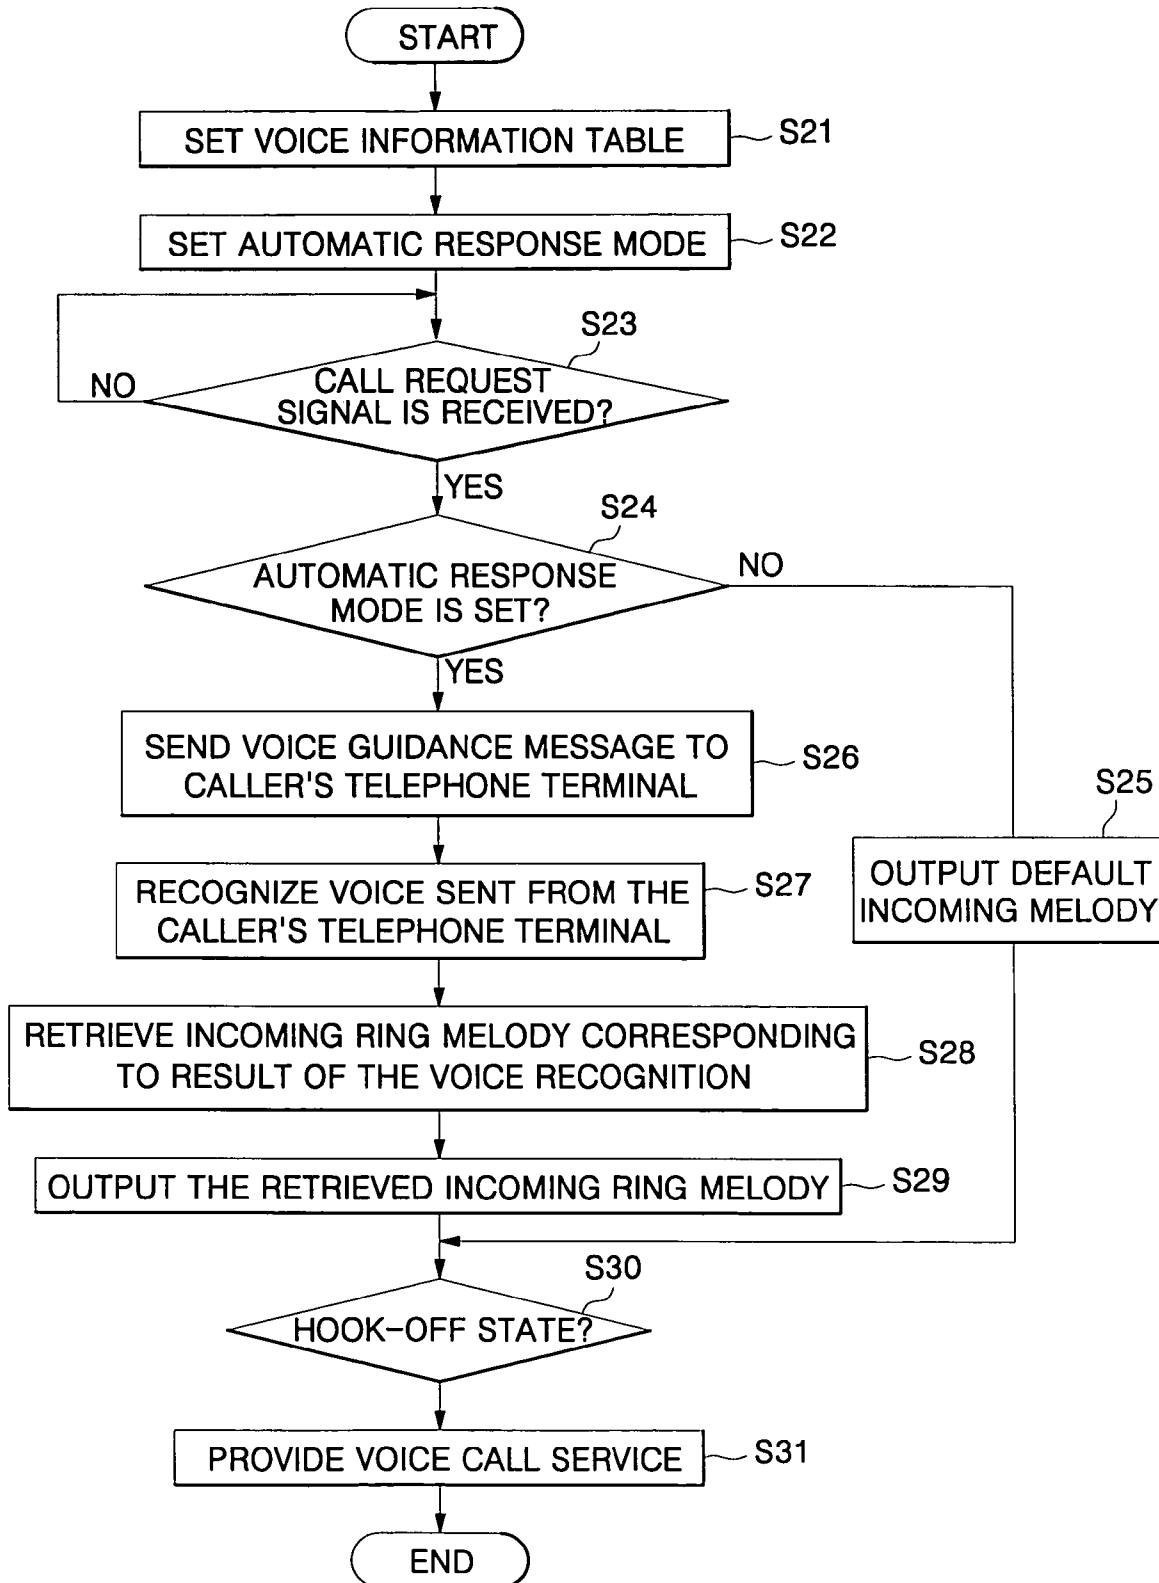 START
SET VOICE INFORMATION TABLE
S21
SET AUTOMATIC RESPONSE MODE
S22
S23
NO
CALL REQUEST
SIGNAL IS RECEIVED?
YES
S24
AUTOMATIC RESPONSE
MODE IS SET?
NO
YES
SEND VOICE GUIDANCE MESSAGE TO
CALLER'S TELEPHONE TERMINAL
S26
S25
OUTPUT DEFAULT
INCOMING MELODY
RECOGNIZE VOICE SENT FROM THE
CALLER'S TELEPHONE TERMINAL
S27
RETRIEVE INCOMING RING MELODY CORRESPONDING
TO RESULT OF THE VOICE RECOGNITION
S28
OUTPUT THE RETRIEVED INCOMING RING MELODY
S29
S30
HOOK-OFF STATE?
PROVIDE VOICE CALL SERVICE
S31
END